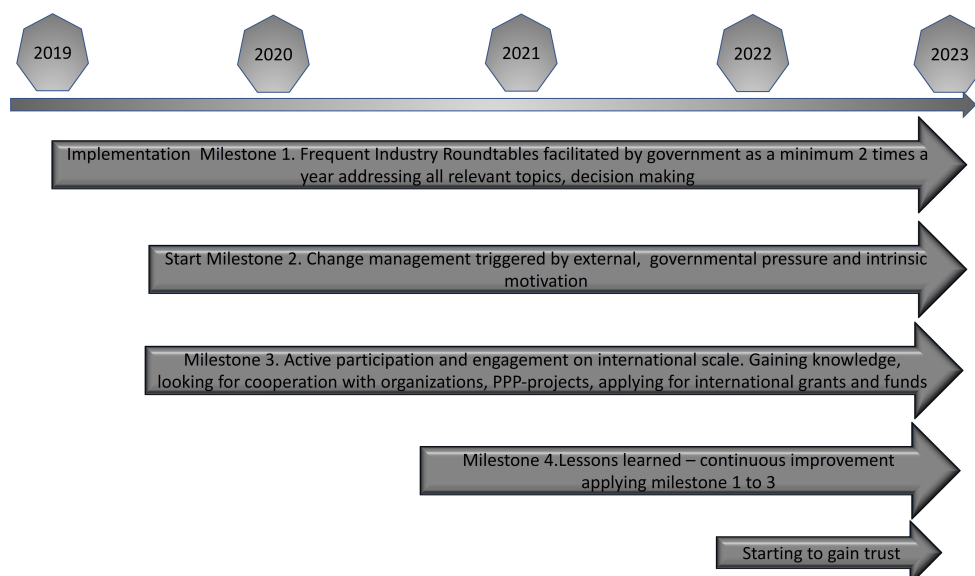 2019
2020
2021
2022
2023
Implementation Milestone 1. Frequent Industry Roundtables facilitated by government as a minimum 2 times a
year addressing all relevant topics, decision making
Start Milestone 2. Change management triggered by external, governmental pressure and intrinsic
motivation
Milestone 3. Active participation and engagement on international scale. Gaining knowledge,
looking for cooperation with organizations, PPP-projects, applying for international grants and funds
Milestone 4.Lessons learned – continuous improvement
applying milestone 1 to 3
Starting to gain trust